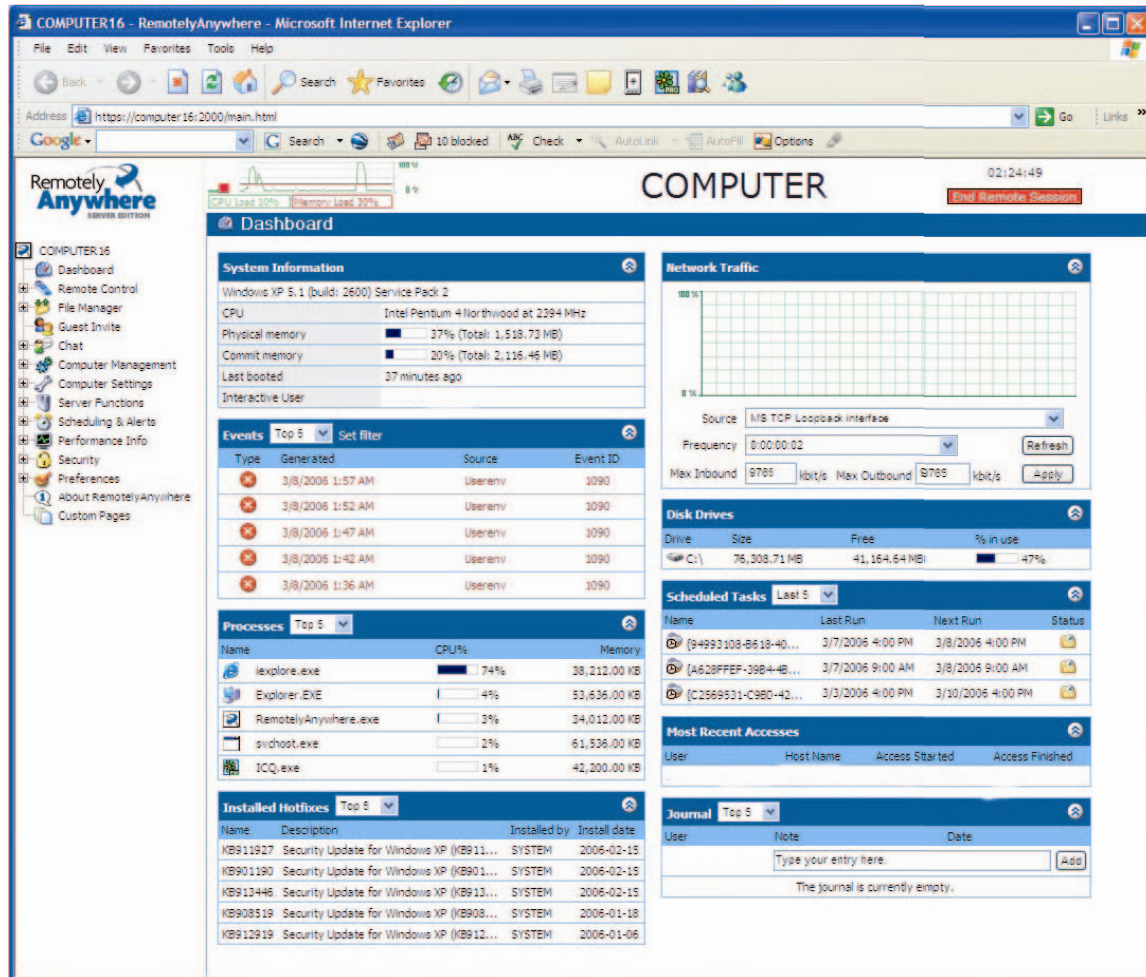 COMPUTER16 - RemotelyAnywhere - Microsoft Internet Explorer
File Edit View Favorites Tools Help
Back Search Favorites
Address https://computer16:2000/main.html Go Links »
Google Search 10 blocked Check AutoLink AutoFill Options
Remotely Anywhere
SERVER EDITION
100 %
0 %
CPU Load 10% Memory Load 30%
COMPUTER
02:24:49
End Remote Session
Dashboard
COMPUTER16
Dashboard
Remote Control
File Manager
Guest Invite
Chat
Computer Management
Computer Settings
Server Functions
Scheduling & Alerts
Performance Info
Security
Preferences
About RemotelyAnywhere
Custom Pages
System Information
Windows XP 5.1 (build: 2600) Service Pack 2
CPU Intel Pentium 4 Northwood at 2394 MHz
Physical memory 37% (Total: 1,518.73 MB)
Commit memory 20% (Total: 2,116.46 MB)
Last booted 37 minutes ago
Interactive User
Events Top 5 Set filter
Type Generated Source Event ID
3/8/2006 1:57 AM Userenv 1090
3/8/2006 1:52 AM Userenv 1090
3/8/2006 1:47 AM Userenv 1090
3/8/2006 1:42 AM Userenv 1090
3/8/2006 1:36 AM Userenv 1090
Processes Top 5
Name CPU% Memory
iexplore.exe 74% 38,212.00 KB
Explorer.EXE 4% 53,636.00 KB
RemotelyAnywhere.exe 3% 34,012.00 KB
svchost.exe 2% 61,536.00 KB
ICQ.exe 1% 42,200.00 KB
Installed Hotfixes Top 5
Name Description Installed by Install date
KB911927 Security Update for Windows XP (KB911... SYSTEM 2006-02-15
KB901190 Security Update for Windows XP (KB901... SYSTEM 2006-02-15
KB913446 Security Update for Windows XP (KB913... SYSTEM 2006-02-15
KB908519 Security Update for Windows XP (KB908... SYSTEM 2006-01-18
KB912919 Security Update for Windows XP (KB912... SYSTEM 2006-01-06
Network Traffic
100 %
0 %
Source MS TCP Loopback interface
Frequency 0:00:00:02 Refresh
Max Inbound 9765 kbit/s Max Outbound 9765 kbit/s Apply
Disk Drives
Drive Size Free % in use
C:\ 76,308.71 MB 41,164.64 MB 47%
Scheduled Tasks Last 5
Name Last Run Next Run Status
{94993108-B618-40... 3/7/2006 4:00 PM 3/8/2006 4:00 PM
{A628FFEF-39B4-4B... 3/7/2006 9:00 AM 3/8/2006 9:00 AM
{C2569531-C9BD-42... 3/3/2006 4:00 PM 3/10/2006 4:00 PM
Most Recent Accesses
User Host Name Access Sttarted Access Finished
Journal Top 5
User Note Date
Type your entry here. Add
The journal is currently empty.